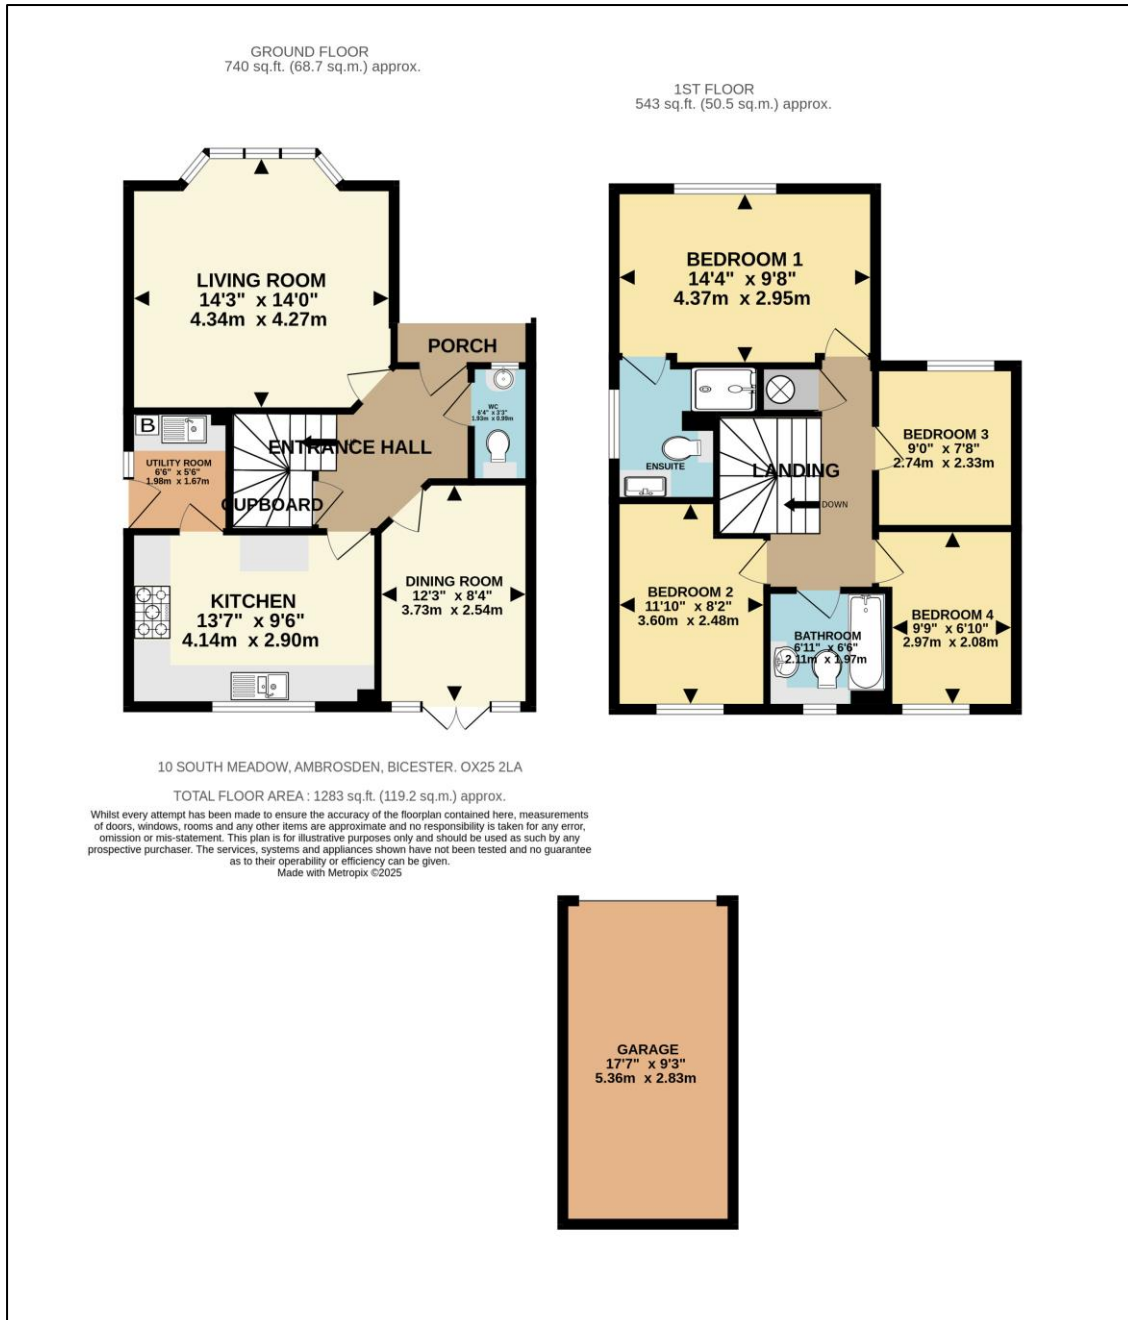 GROUND FLOOR
740 sq.ft. (68.7 sq.m.) approx.
LIVING ROOM
14'3" x 14'0"
4.34m x 4.27m
PORCH
WC
6'4" x 3'3"
1.93m x 0.99m
B
UTILITY ROOM
6'6" x 5'6"
1.98m x 1.67m
ENTRANCE HALL
CUPBOARD
KITCHEN
13'7" x 9'6"
4.14m x 2.90m
DINING ROOM
12'3" x 8'4"
3.73m x 2.54m
1ST FLOOR
543 sq.ft. (50.5 sq.m.) approx.
BEDROOM 1
14'4" x 9'8"
4.37m x 2.95m
ENSUITE
LANDING
DOWN
BEDROOM 3
9'0" x 7'8"
2.74m x 2.33m
BEDROOM 2
11'10" x 8'2"
3.60m x 2.48m
BATHROOM
6'11" x 6'6"
2.11m x 1.97m
BEDROOM 4
9'9" x 6'10"
2.97m x 2.08m
10 SOUTH MEADOW, AMBROSDEN, BICESTER. OX25 2LA
TOTAL FLOOR AREA : 1283 sq.ft. (119.2 sq.m.) approx.
Whilst every attempt has been made to ensure the accuracy of the floorplan contained here, measurements
of doors, windows, rooms and any other items are approximate and no responsibility is taken for any error,
omission or mis-statement. This plan is for illustrative purposes only and should be used as such by any
prospective purchaser. The services, systems and appliances shown have not been tested and no guarantee
as to their operability or efficiency can be given.
Made with Metropix ©2025
GARAGE
17'7" x 9'3"
5.36m x 2.83m